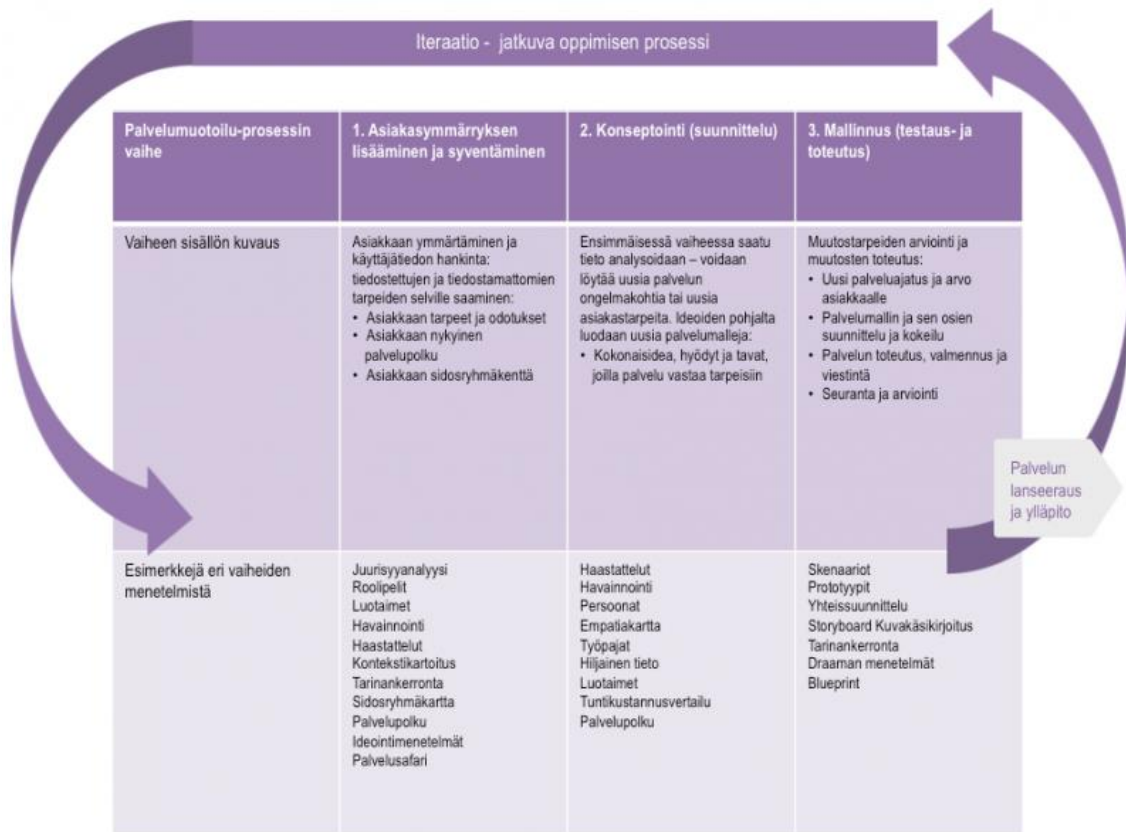 Iteraatio - jatkuva oppimisen prosessi
Palvelumuotoilu-prosessin
vaihe
1. Asiakasymmärryksen
lisääminen ja syventäminen
2. Konseptointi (suunnittelu)
3. Mallinnus (testaus- ja
toteutus)
Vaiheen sisällön kuvaus
Asiakkaan ymmärtäminen ja
käyttäjätiedon hankinta:
tiedostettujen ja tiedostamattomien
tarpeiden selville saaminen:
• Asiakkaan tarpeet ja odotukset
• Asiakkaan nykyinen
palvelupolku
• Asiakkaan sidosryhmäkenttä
Ensimmäisessä vaiheessa saatu
tieto analysoidaan – voidaan
löytää uusia palvelun
ongelmakohtia tai uusia
asiakastarpeita. Ideoiden pohjalta
luodaan uusia palvelumalleja:
• Kokonaisidea, hyödyt ja tavat,
joilla palvelu vastaa tarpeisiin
Muutostarpeiden arviointi ja
muutosten toteutus:
• Uusi palveluajatus ja arvo
asiakkaalle
• Palvelumallin ja sen osien
suunnittelu ja kokeilu
• Palvelun toteutus, valmennus ja
viestintä
• Seuranta ja arviointi
Palvelun
lanseeraus
ja ylläpito
Esimerkkejä eri vaiheiden
menetelmistä
Juurisyyanalyysi
Roolipelit
Luotaimet
Havainnointi
Haastattelut
Kontekstikartoitus
Tarinankerronta
Sidosryhmäkartta
Palvelupolku
Ideointimenetelmät
Palvelusafari
Haastattelut
Havainnointi
Persoonat
Empatiakartta
Työpajat
Hiljainen tieto
Luotaimet
Tuntikustannusvertailu
Palvelupolku
Skenaariot
Prototyypit
Yhteissuunnittelu
Storyboard Kuvakäsikirjoitus
Tarinankerronta
Draaman menetelmät
Blueprint